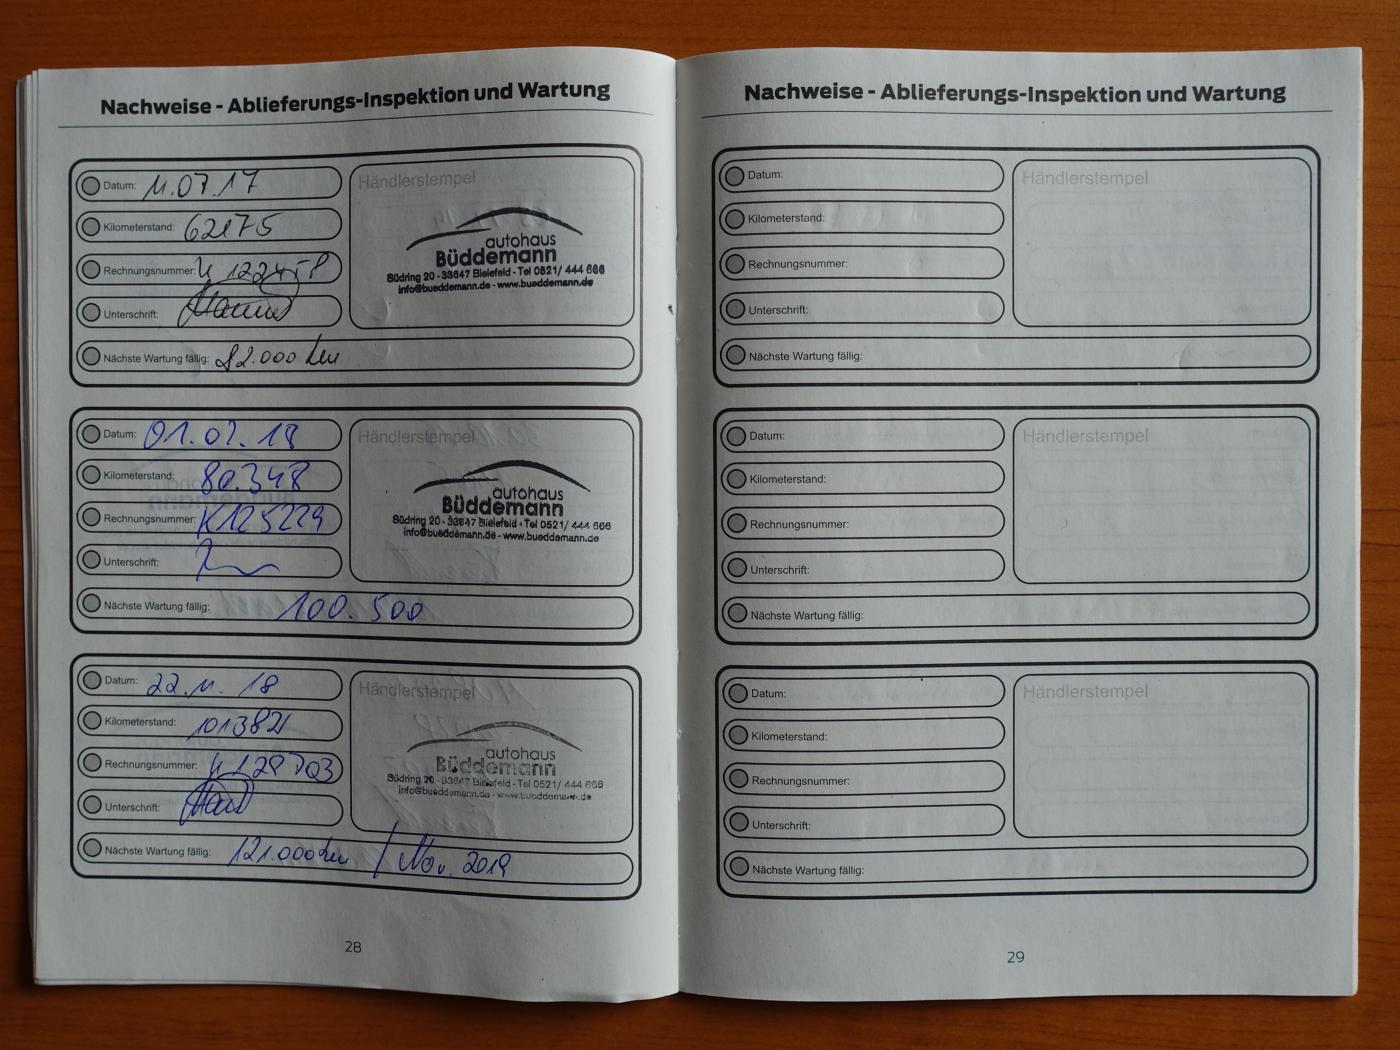 Nachweise - Ablieferungs-Inspektion und Wartung
Datum: 11.07.17
Kilometerstand: 62175
Rechnungsnummer:
Unterschrift:
Nächste Wartung fällig: 82.000 km
Händlerstempel
autohaus
Büddemann
Südring 20 - 33647 Bielefeld - Tel 0521/ 444 666
info@bueddemann.de - www.bueddemann.de
Datum: 01.02.18
Kilometerstand: 80.348
Rechnungsnummer: K125229
Unterschrift:
Nächste Wartung fällig: 100.500
Händlerstempel
autohaus
Büddemann
Südring 20 - 33647 Bielefeld - Tel 0521/ 444 666
info@bueddemann.de - www.bueddemann.de
Datum: 22.11.18
Kilometerstand: 101382
Rechnungsnummer:
Unterschrift:
Nächste Wartung fällig: 121.000 km / Nov. 2019
Händlerstempel
autohaus
Büddemann
Südring 20 - 33647 Bielefeld - Tel 0521/ 444 666
info@bueddemann.de - www.bueddemann.de
28
Nachweise - Ablieferungs-Inspektion und Wartung
Datum:
Kilometerstand:
Rechnungsnummer:
Unterschrift:
Nächste Wartung fällig:
Händlerstempel
Datum:
Kilometerstand:
Rechnungsnummer:
Unterschrift:
Nächste Wartung fällig:
Händlerstempel
Datum:
Kilometerstand:
Rechnungsnummer:
Unterschrift:
Nächste Wartung fällig:
Händlerstempel
29